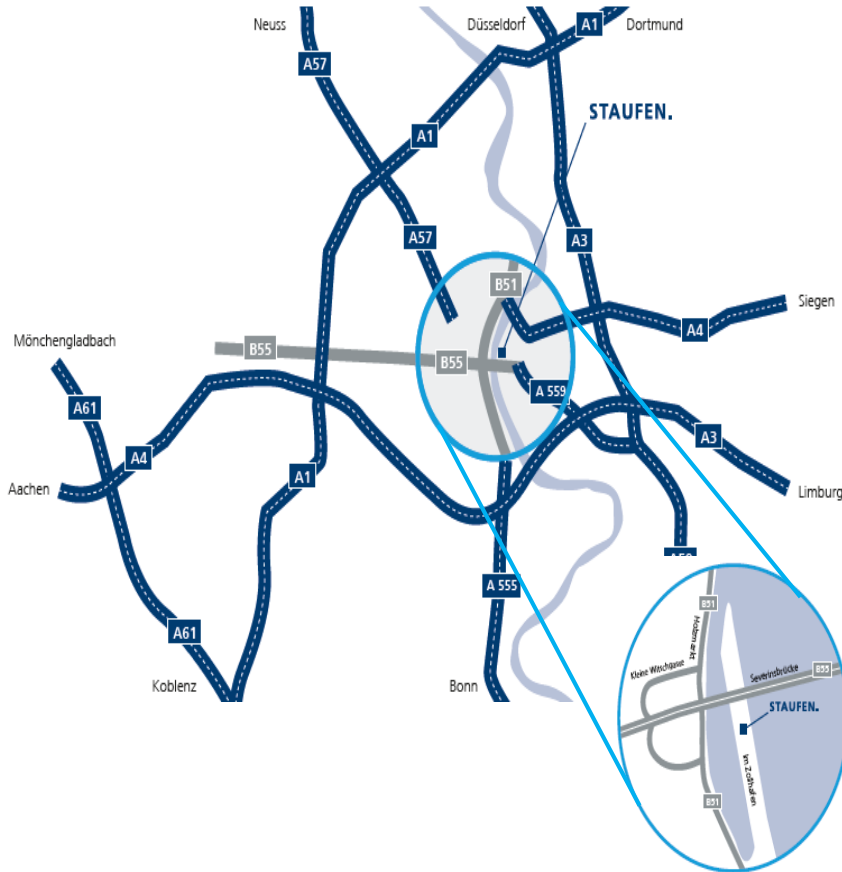 Neuss
Düsseldorf
A1
Dortmund
A57
STAUFEN.
A1
A57
A3
B51
Siegen
A4
Mönchengladbach
B55
B55
A 559
A61
A3
A4
A1
Aachen
Limburg
A 555
A61
Koblenz
Bonn
B51
Holzmarkt
Kleine Witschgasse
Severinsbrücke
B55
STAUFEN.
Im Zollhafen
B51